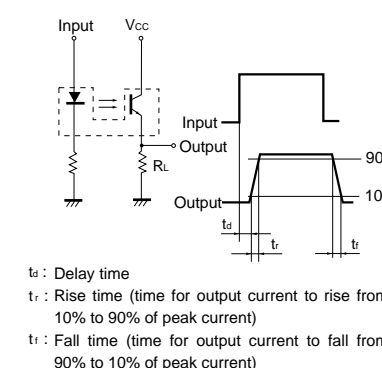 Input Vcc
Input
Output
RL
90
Output
10
td
tr tf
td : Delay time
tr : Rise time (time for output current to rise from
10% to 90% of peak current)
tf : Fall time (time for output current to fall from
90% to 10% of peak current)